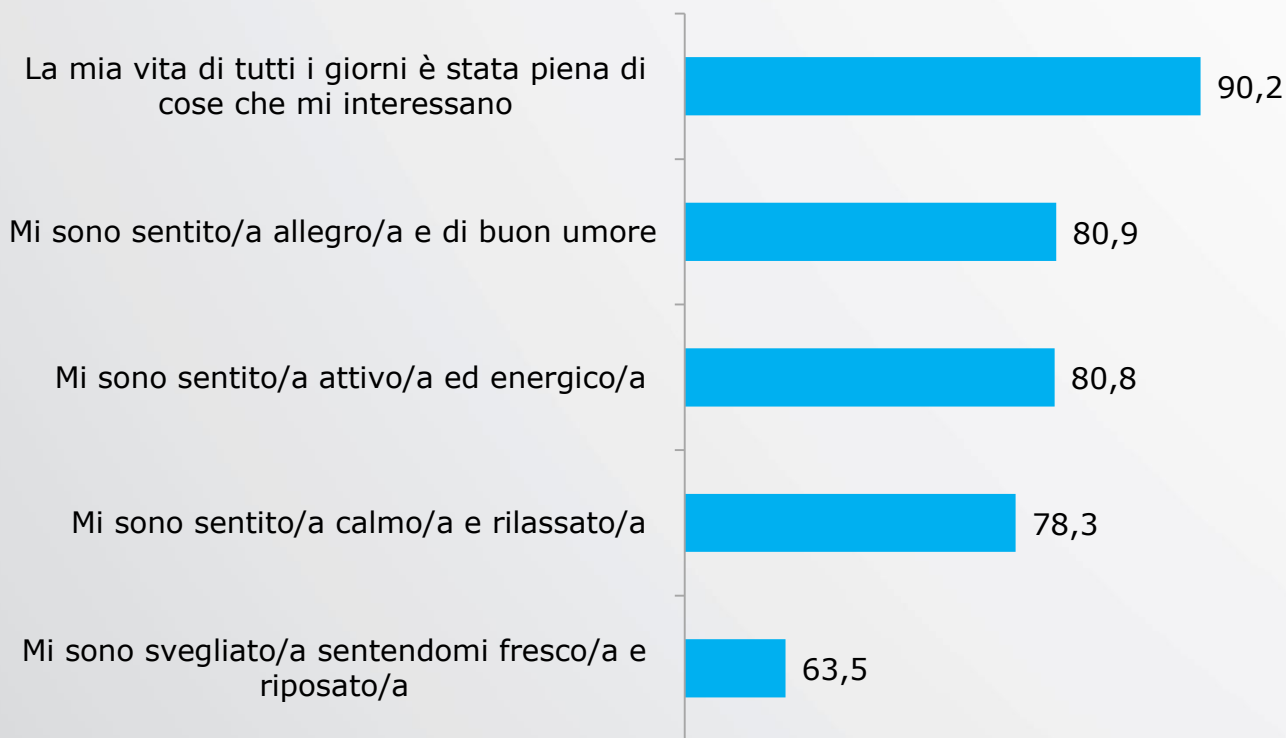 La mia vita di tutti i giorni è stata piena di
cose che mi interessano
90,2
Mi sono sentito/a allegro/a e di buon umore
80,9
Mi sono sentito/a attivo/a ed energico/a
80,8
Mi sono sentito/a calmo/a e rilassato/a
78,3
Mi sono svegliato/a sentendomi fresco/a e
riposato/a
63,5